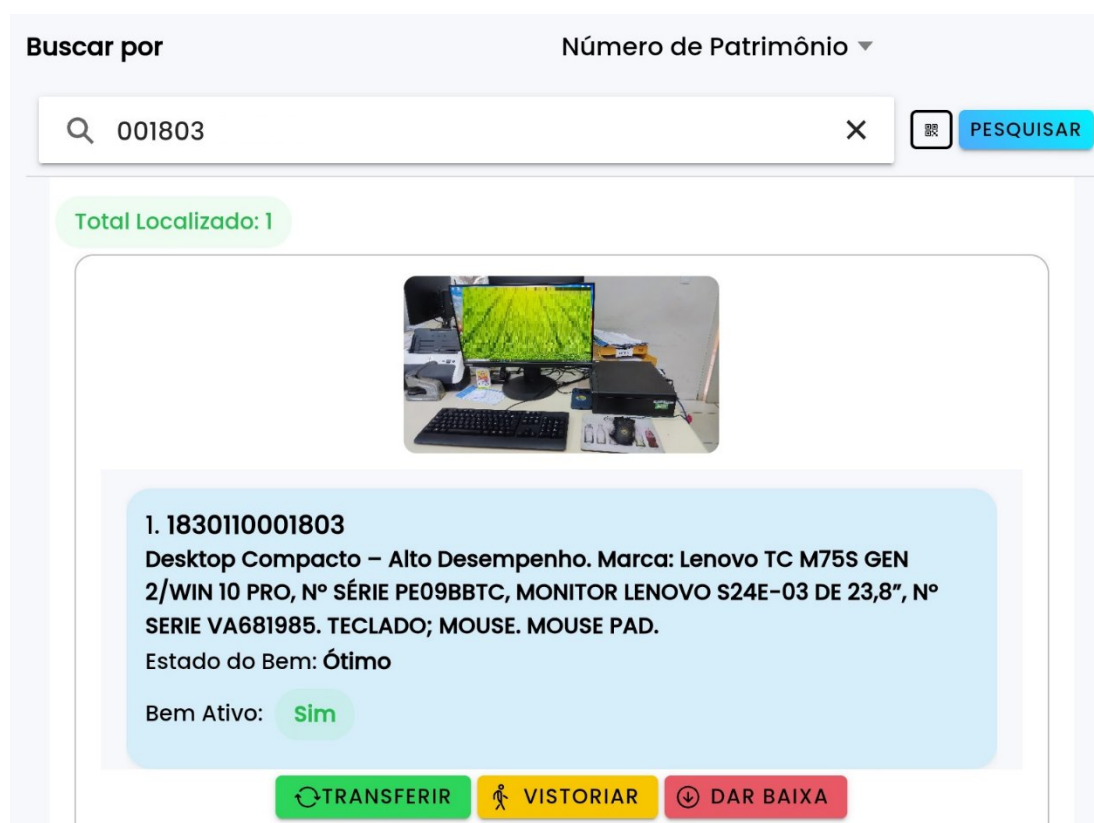 Buscar por
Número de Patrimônio
001803
PESQUISAR
Total Localizado: 1
1. 1830110001803
Desktop Compacto – Alto Desempenho. Marca: Lenovo TC M75S GEN
2/WIN 10 PRO, Nº SÉRIE PE09BBTC, MONITOR LENOVO S24E-03 DE 23,8”, Nº
SERIE VA681985. TECLADO; MOUSE. MOUSE PAD.
Estado do Bem: Ótimo
Bem Ativo: Sim
TRANSFERIR
VISTORIAR
DAR BAIXA